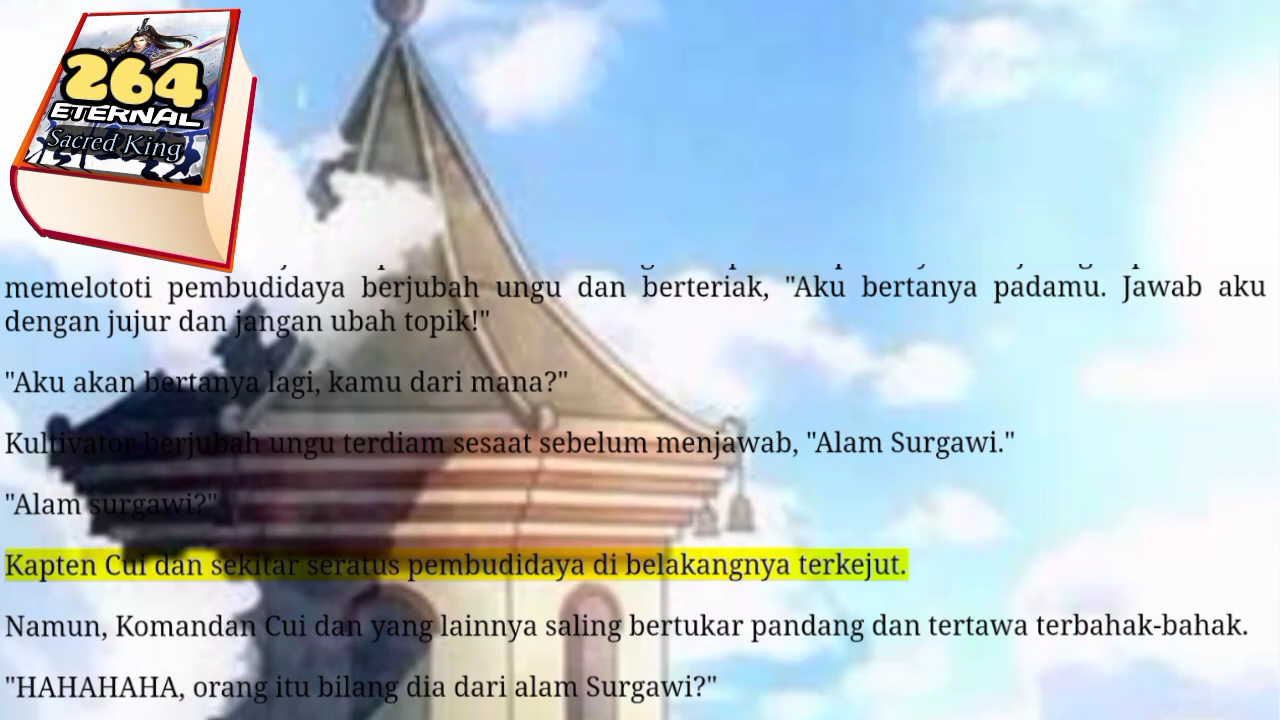 264
ETERNAL
Sacred King
memelototi pembudidaya berjubah ungu dan berteriak, "Aku bertanya padamu. Jawab aku
dengan jujur dan jangan ubah topik!"
"Aku akan bertanya lagi, kamu dari mana?"
Kultivator berjubah ungu terdiam sesaat sebelum menjawab, "Alam Surgawi."
"Alam surgawi?"
Kapten Cui dan sekitar seratus pembudidaya di belakangnya terkejut.
Namun, Komandan Cui dan yang lainnya saling bertukar pandang dan tertawa terbahak-bahak.
"HAHAHAHA, orang itu bilang dia dari alam Surgawi?"